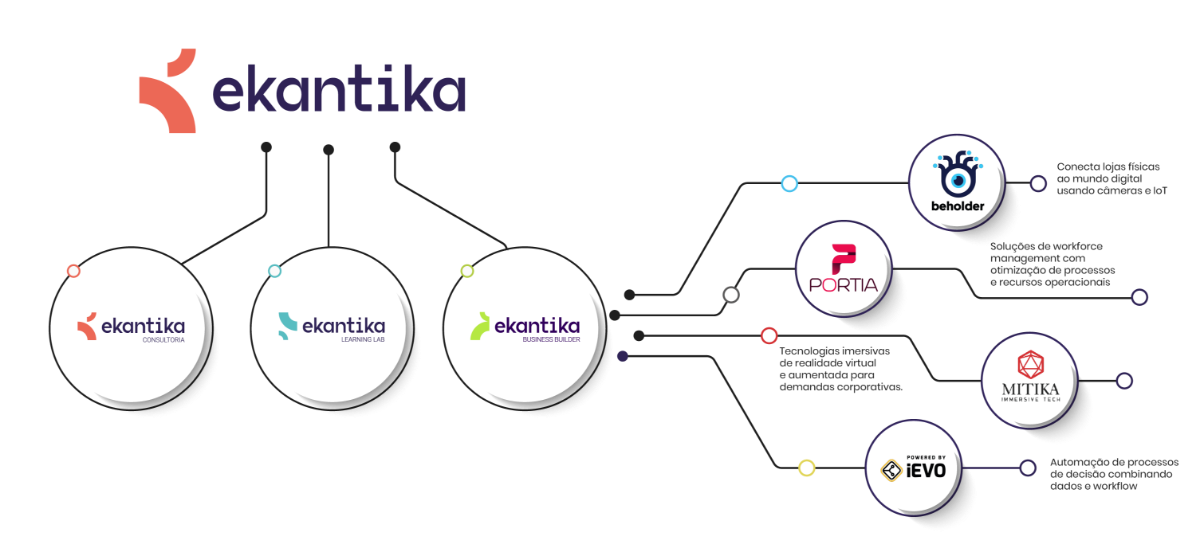 ekantika
ekantika
CONSULTORIA
ekantika
LEARNING LAB
ekantika
BUSINESS BUILDER
beholder
Conecta lojas físicas
ao mundo digital
usando câmeras e IoT
PORTIA
Soluções de workforce
management com
otimização de processos
e recursos operacionais
Tecnologias imersivas
de realidade virtual
e aumentada para
demandas corporativas.
MITIKA
IMMERSIVE TECH
POWERED BY
iEVO
Automação de processos
de decisão combinando
dados e workflow